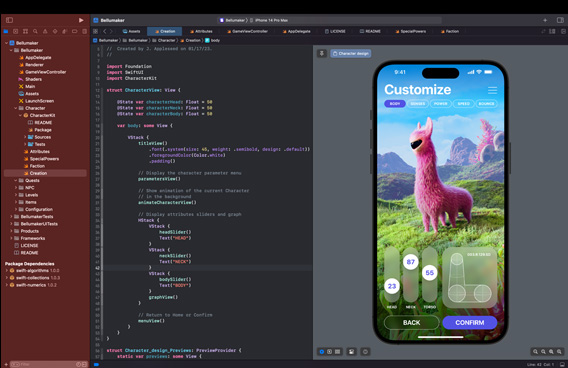 Bellumaker
Bellumaker
iPhone 14 Pro Max
Assets
Creation
Attributes
GameViewController
AppDelegate
LICENSE
README
SpecialPowers
Faction
Bellumaker
Bellumaker
Character
Creation
body
Bellumaker
Bellumaker
AppDelegate
Renderer
GameViewController
Shaders
Main
Assets
LaunchScreen
Character
CharacterKit
README
Package
Sources
Tests
Attributes
SpecialPowers
Faction
Creation
Quests
NPC
Levels
Items
Configuration
BellumakerTests
BellumakerUITests
Products
Frameworks
LICENSE
README
Package Dependencies
swift-algorithms 1.0.0
swift-collections 1.0.3
swift-numerics 1.0.2
// Created by J. Appleseed on 01/17/23.
//
import Foundation
import SwiftUI
import CharacterKit
struct CharacterView: View {
@State var characterHead: Float = 50
@State var characterNeck: Float = 50
@State var characterBody: Float = 50
var body: some View {
VStack {
titleView()
.font(.system(size: 45, weight: .semibold, design: .default))
.foregroundColor(Color.white)
.padding()
// Display the character parameter menu
parametersView()
// Show animation of the current Character
// in the background
animateCharacterView()
// Display attributes sliders and graph
HStack {
VStack {
headSlider()
Text("HEAD")
}
VStack {
neckSlider()
Text("NECK")
}
VStack {
bodySlider()
Text("BODY")
}
graphView()
}
// Return to Home or Confirm
menuView()
}
}
}
struct Character_design_Previews: PreviewProvider {
static var previews: some View {
Character design
9:41
Customize
BODY
POWER
SPEED
BOUNCE
23
87
55
HEAD
NECK
TORSO
BACK
CONFIRM